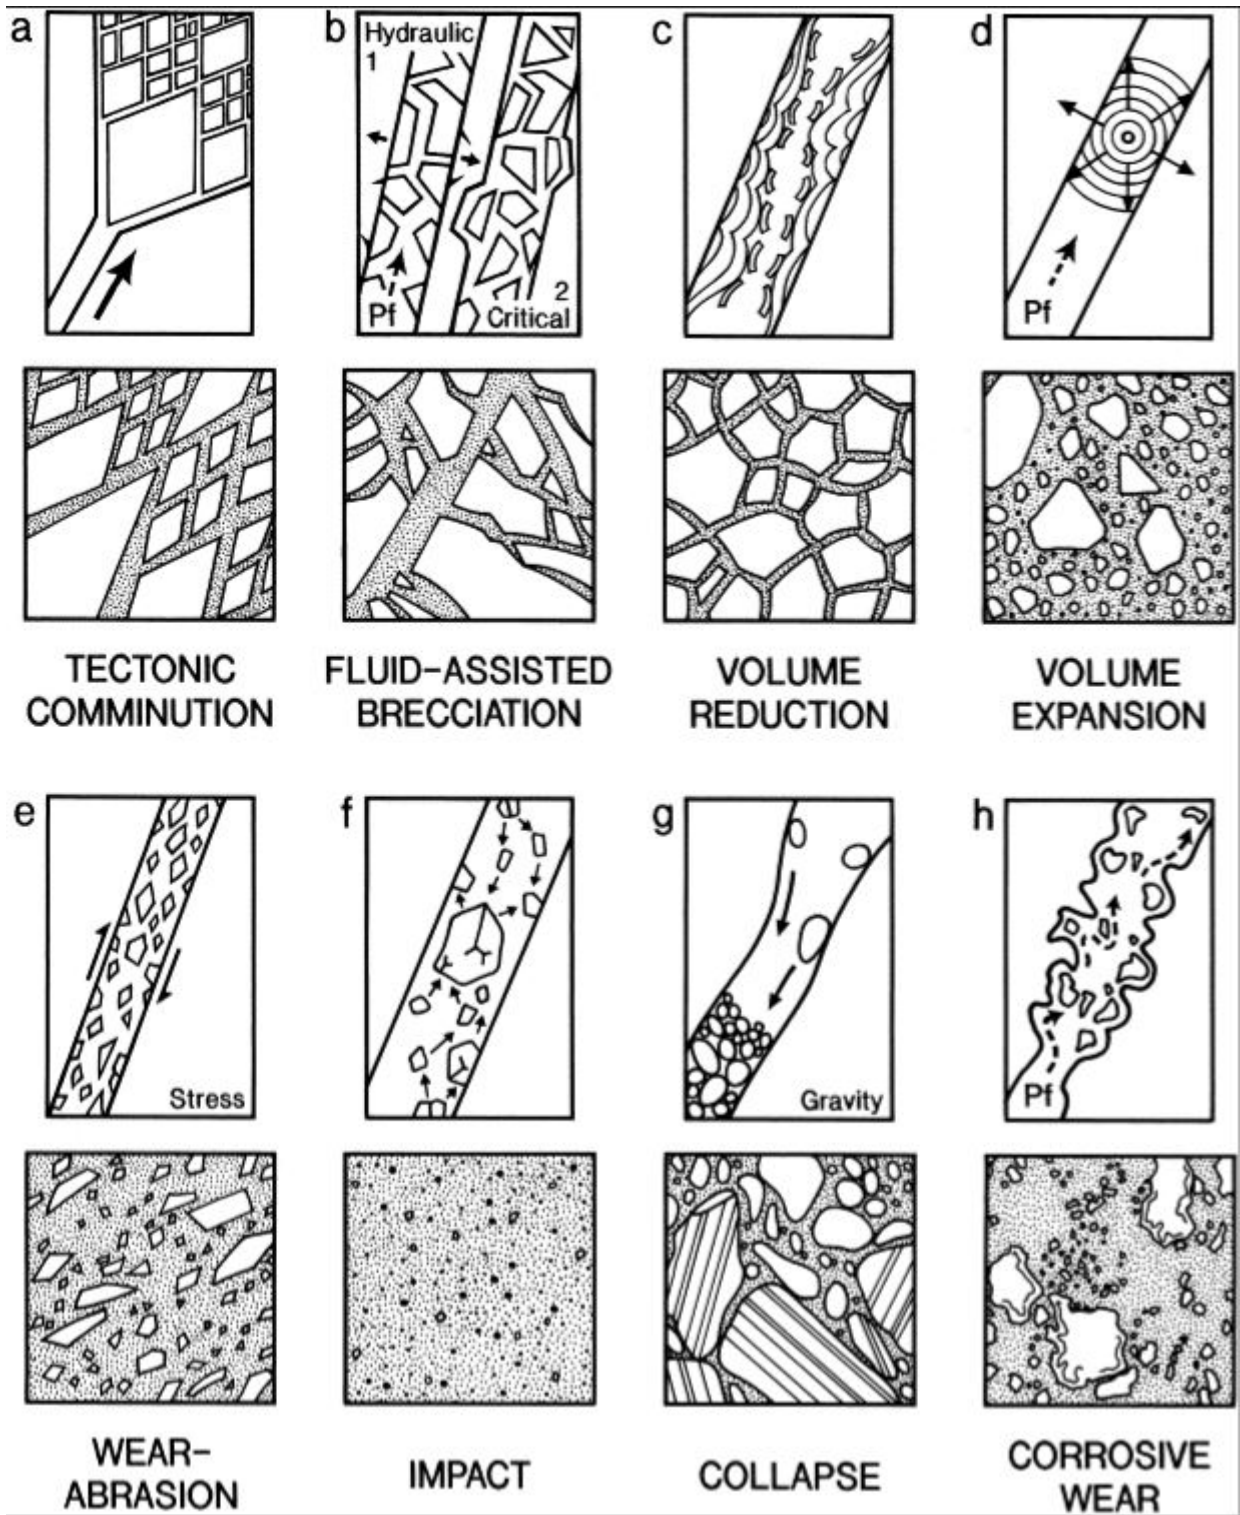 a
b
c
d
Hydraulic
1
Pf
2
Critical
Pf
TECTONIC
COMMINUTION
FLUID-ASSISTED
BRECCIATION
VOLUME
REDUCTION
VOLUME
EXPANSION
e
f
g
h
Stress
Gravity
Pf
WEAR-
ABRASION
IMPACT
COLLAPSE
CORROSIVE
WEAR